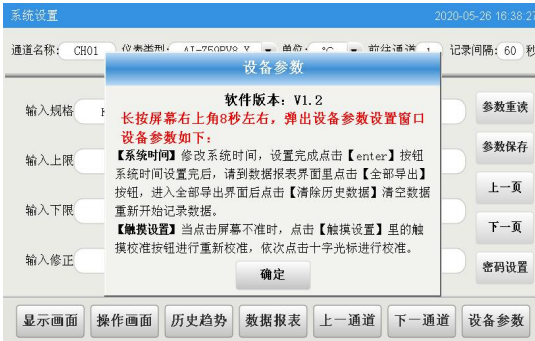 系统设置 2020-05-26 16:38:27
通道名称: CH01 仪表类型: AI-759PV8.X 单位: ℃ 前往通道 1 记录间隔: 60 秒
设备参数
软件版本: V1.2
长按屏幕右上角8秒左右，弹出设备参数设置窗口
设备参数如下:
【系统时间】修改系统时间，设置完成点击【enter】按钮
系统时间设置完后，请到数据报表界面里点击【全部导出】
按钮，进入全部导出界面后点击【清除历史数据】清空数据
重新开始记录数据。
【触摸设置】当点击屏幕不准时，点击【触摸设置】里的触
摸校准按钮进行重新校准，依次点击十字光标进行校准。
确定
输入规格
输入上限
输入下限
输入修正
参数重读
参数保存
上一页
下一页
密码设置
显示画面 操作画面 历史趋势 数据报表 上一通道 下一通道 设备参数